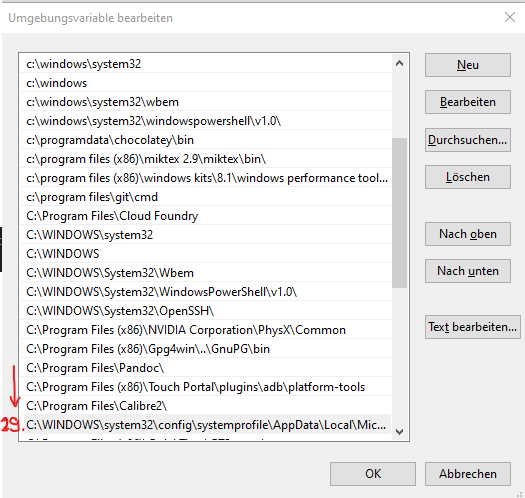 Umgebungsvariable bearbeiten
c:\windows\system32
c:\windows
c:\windows\system32\wbem
c:\windows\system32\windowspowershell\v1.0\
c:\programdata\chocolatey\bin
c:\program files (x86)\miktex 2.9\miktex\bin\
c:\program files (x86)\windows kits\8.1\windows performance tool...
c:\program files\git\cmd
C:\Program Files\Cloud Foundry
C:\WINDOWS\system32
C:\WINDOWS
C:\WINDOWS\System32\Wbem
C:\WINDOWS\System32\WindowsPowerShell\v1.0\
C:\WINDOWS\System32\OpenSSH\
C:\Program Files (x86)\NVIDIA Corporation\PhysX\Common
C:\Program Files (x86)\Gpg4win\..\GnuPG\bin
C:\Program Files\Pandoc\
C:\Program Files (x86)\Touch Portal\plugins\adb\platform-tools
C:\Program Files\Calibre2\
29. C:\WINDOWS\system32\config\systemprofile\AppData\Local\Mic...
Neu
Bearbeiten
Durchsuchen...
Löschen
Nach oben
Nach unten
Text bearbeiten...
OK
Abbrechen